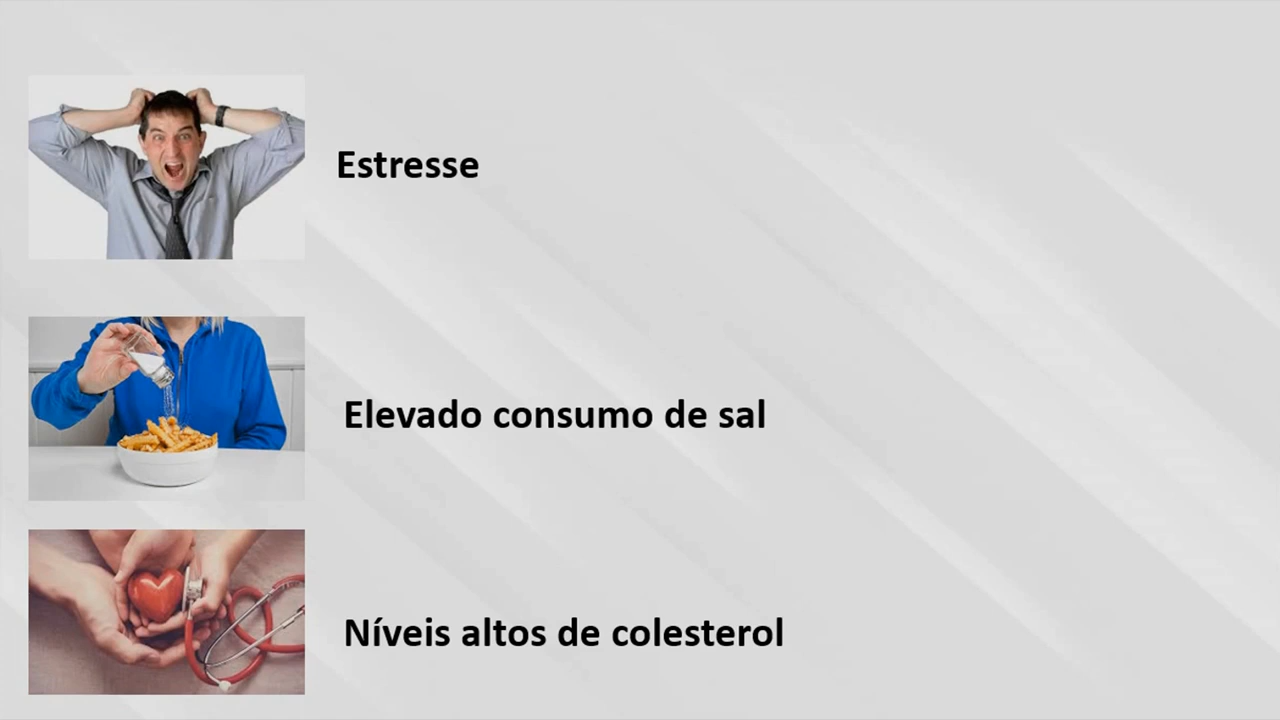 Estresse
Elevado consumo de sal
Níveis altos de colesterol